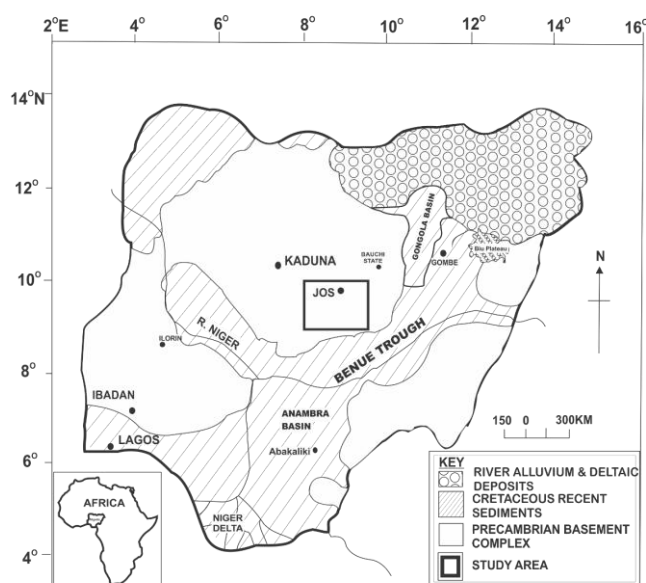 2°E 4° 6° 8° 10° 12° 14° 16°
14°N
12°
10°
8°
6°
4°
KADUNA
BAUCHI
STATE
JOS
GONGOLA BASIN
GOMBE
Biu Plateau
N
R. NIGER
ILORIN
BENUE TROUGH
IBADAN
LAGOS
ANAMBRA
BASIN
Abakaliki
150 0 300KM
NIGER
DELTA
AFRICA
KEY
RIVER ALLUVIUM & DELTAIC
DEPOSITS
CRETACEOUS RECENT
SEDIMENTS
PRECAMBRIAN BASEMENT
COMPLEX
STUDY AREA